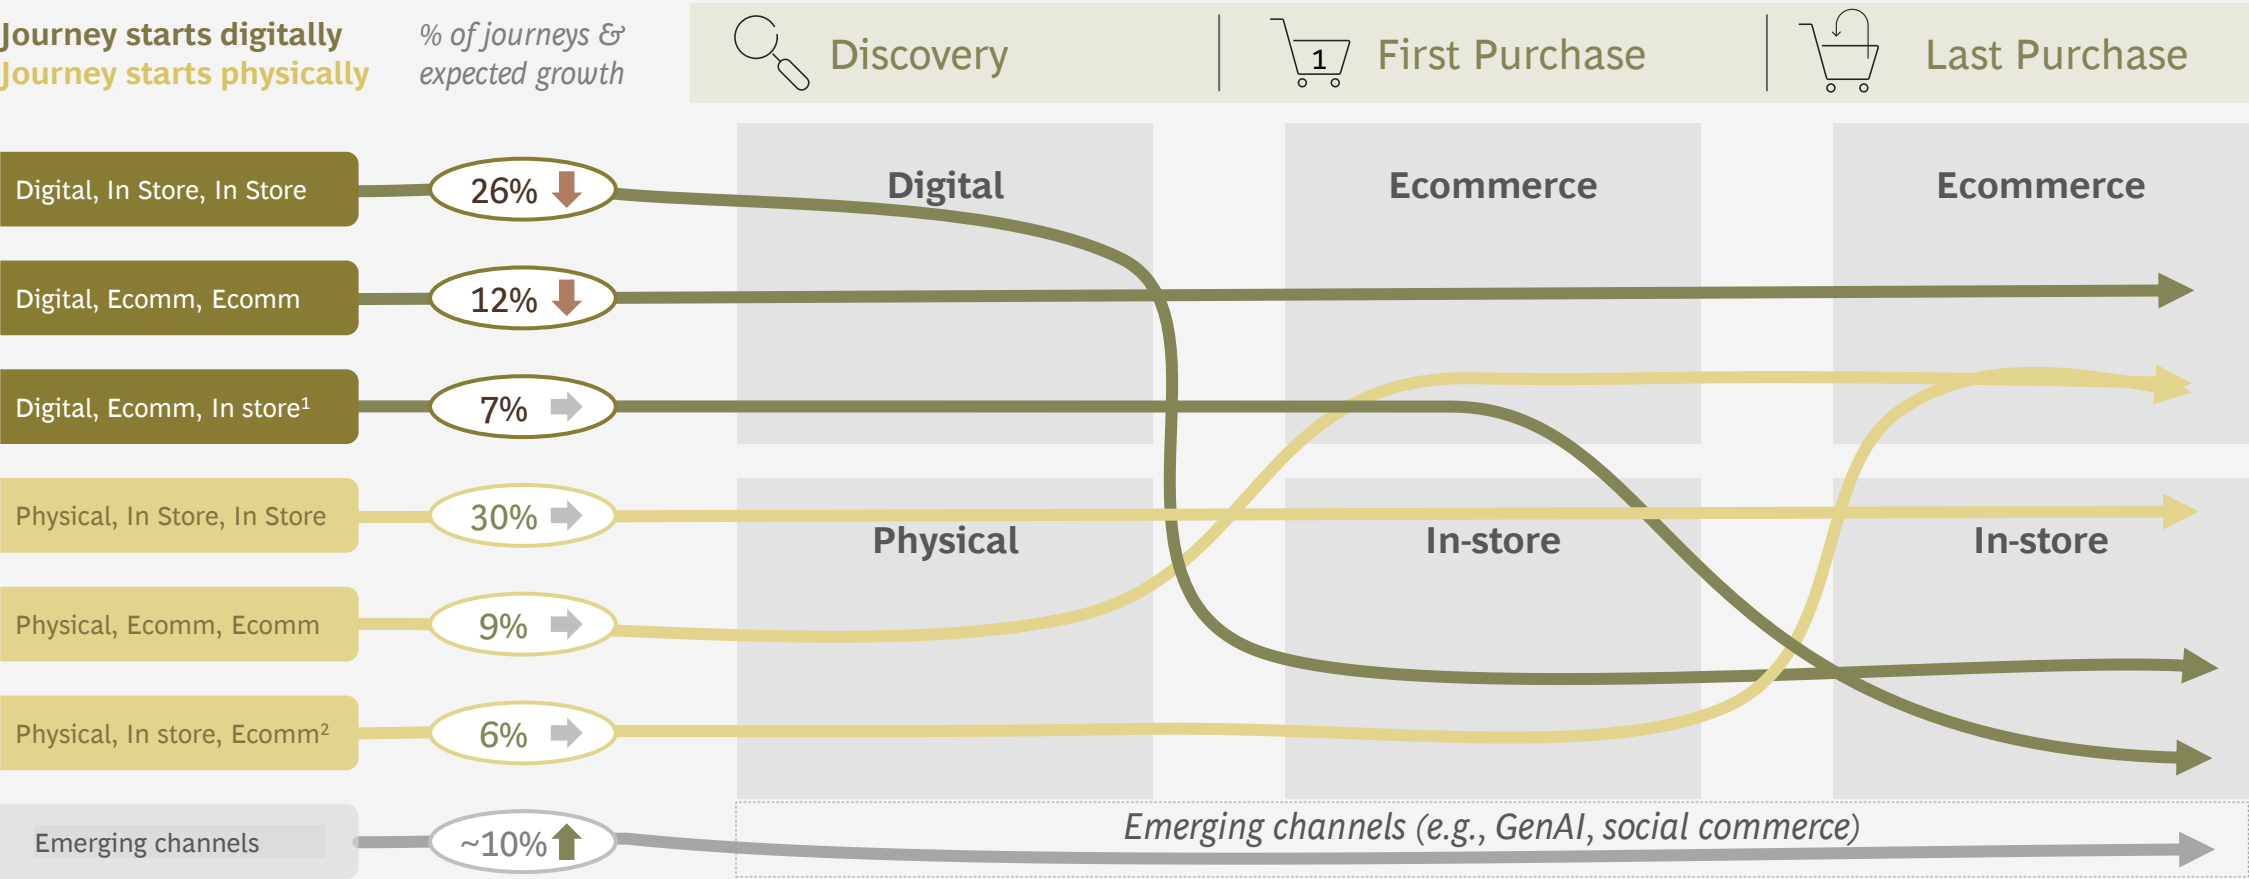 Journey starts digitally
Journey starts physically
% of journeys &
expected growth
Discovery
1
First Purchase
Last Purchase
Digital, In Store, In Store
26%
Digital
Ecommerce
Ecommerce
Digital, Ecomm, Ecomm
12%
Digital, Ecomm, In store¹
7%
Physical, In Store, In Store
30%
Physical
In-store
In-store
Physical, Ecomm, Ecomm
9%
Physical, In store, Ecomm²
6%
Emerging channels
~10%
Emerging channels (e.g., GenAI, social commerce)